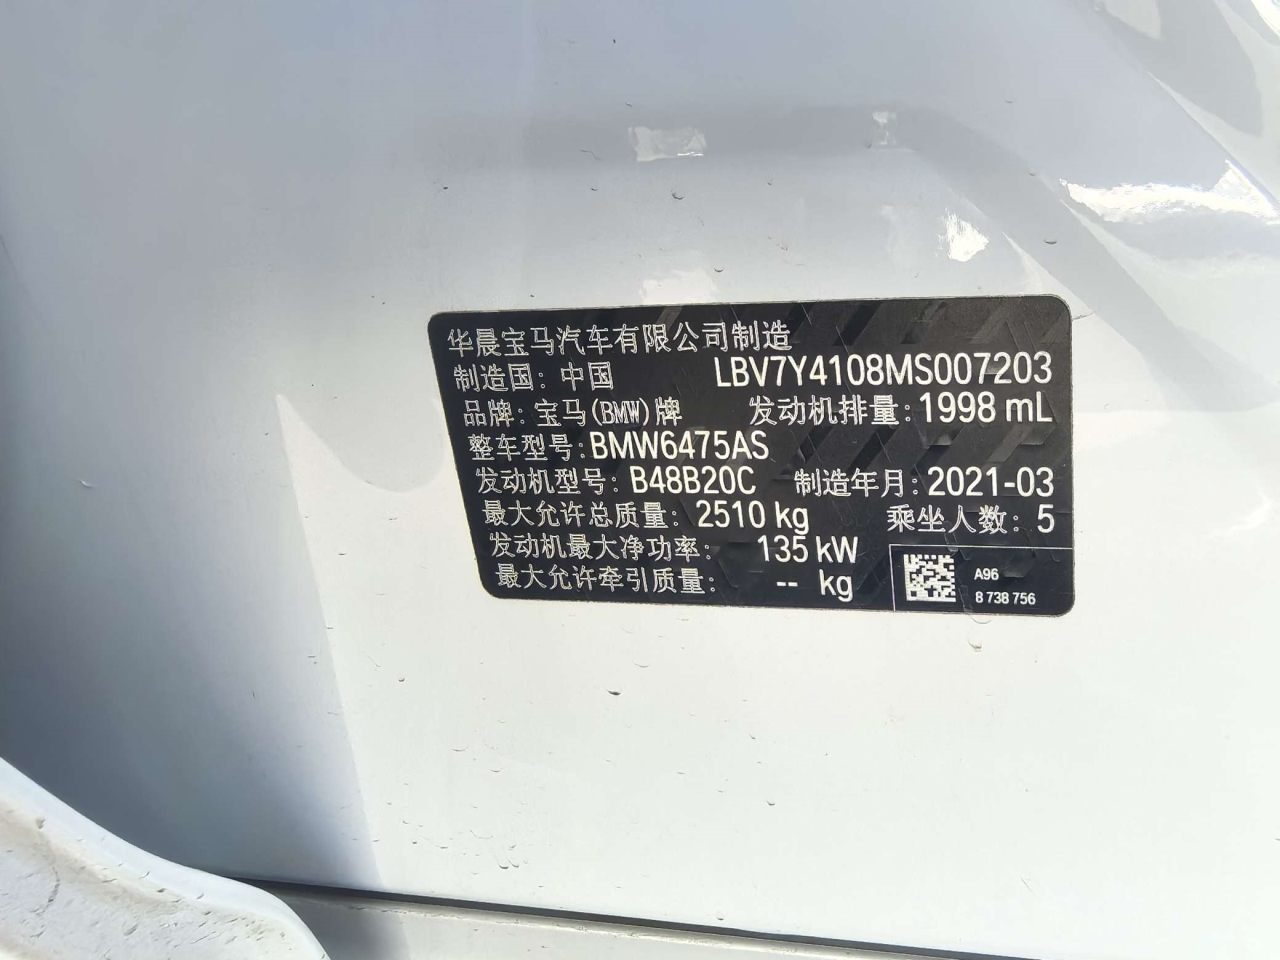 华晨宝马汽车有限公司制造
制造国: 中国 LBV7Y4108MS007203
品牌: 宝马(BMW)牌 发动机排量: 1998 mL
整车型号: BMW6475AS
发动机型号: B48B20C 制造年月: 2021-03
最大允许总质量: 2510 kg 乘坐人数: 5
发动机最大净功率: 135 kW
最大允许牵引质量: -- kg
A96
8 738 756